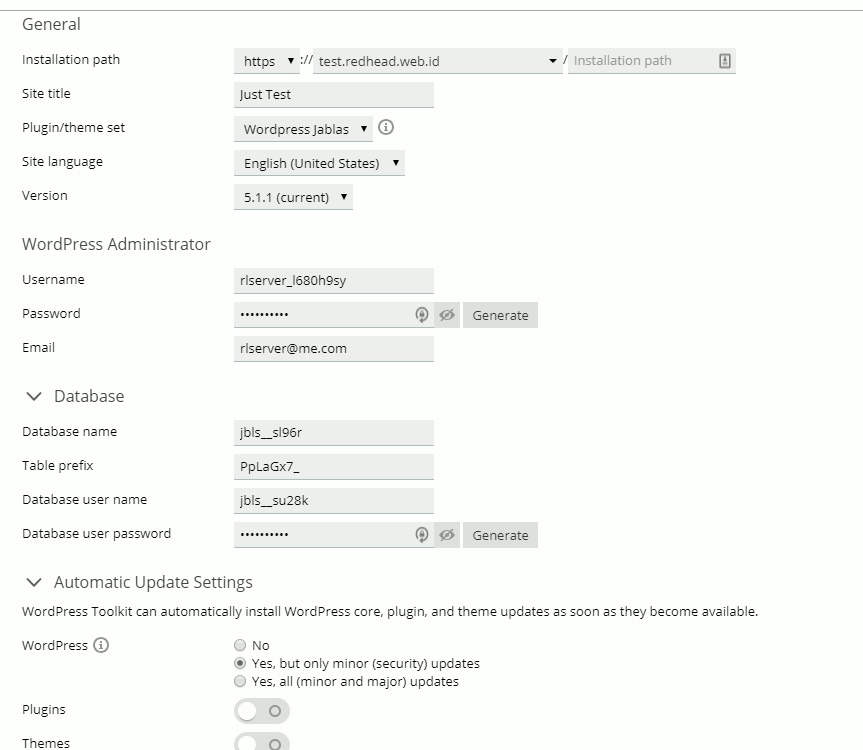 General
Installation path https :// test.redhead.web.id / Installation path
Site title Just Test
Plugin/theme set Wordpress Jablas
Site language English (United States)
Version 5.1.1 (current)
WordPress Administrator
Username rlserver_l680h9sy
Password •••••••••• Generate
Email rlserver@me.com
Database
Database name jbls__sl96r
Table prefix PpLaGx7_
Database user name jbls__su28k
Database user password •••••••••• Generate
Automatic Update Settings
WordPress Toolkit can automatically install WordPress core, plugin, and theme updates as soon as they become available.
WordPress No
Yes, but only minor (security) updates
Yes, all (minor and major) updates
Plugins
Themes